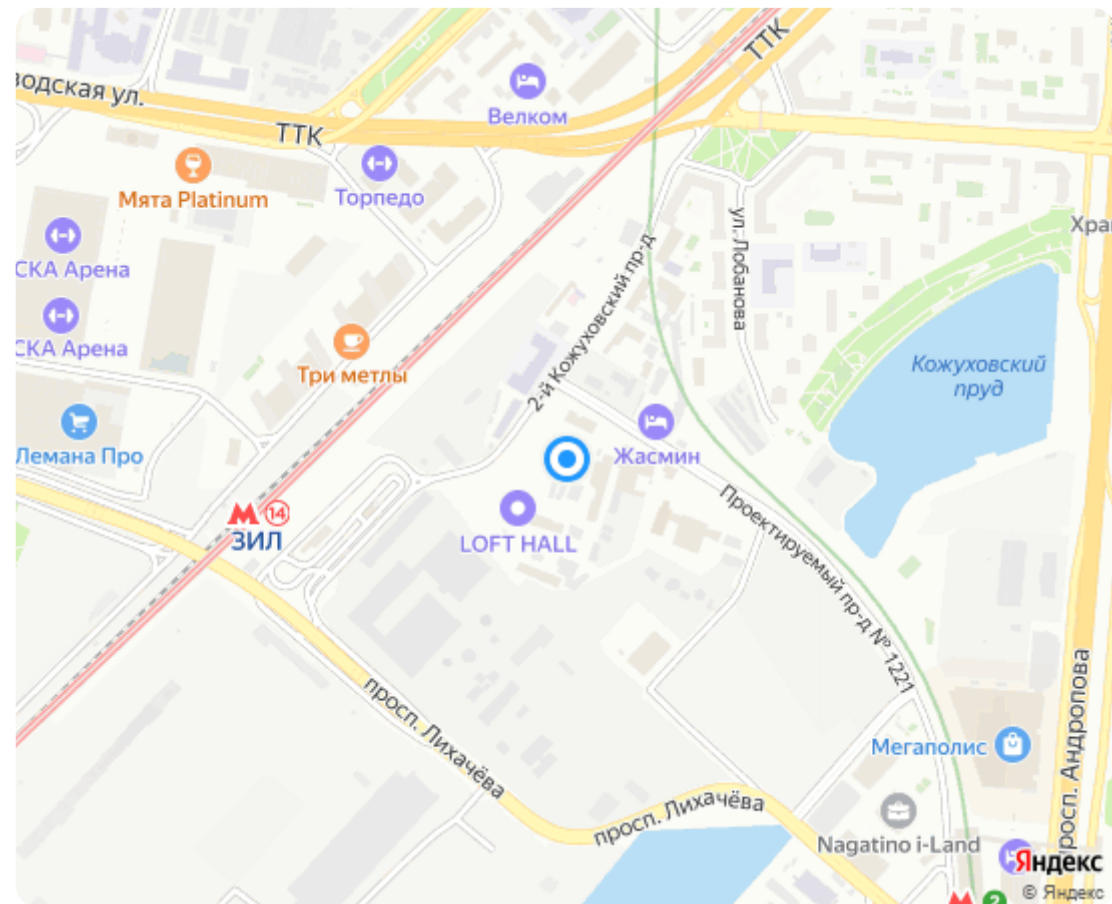 водская ул.
ТТК
ТТК
Велком
Мята Platinum
Торпедо
СКА Арена
СКА Арена
Три метлы
Лемана Про
2-й Кожуховский пр-д
ул. Лобанова
Хра
Кожуховский
пруд
Жасмин
LOFT HALL
14
ЗИЛ
Проектируемый пр-д № 1221
просп. Лихачёва
просп. Лихачёва
Мегаполис
просп. Андропова
Nagatino i-Land
Яндекс
2
© Яндекс